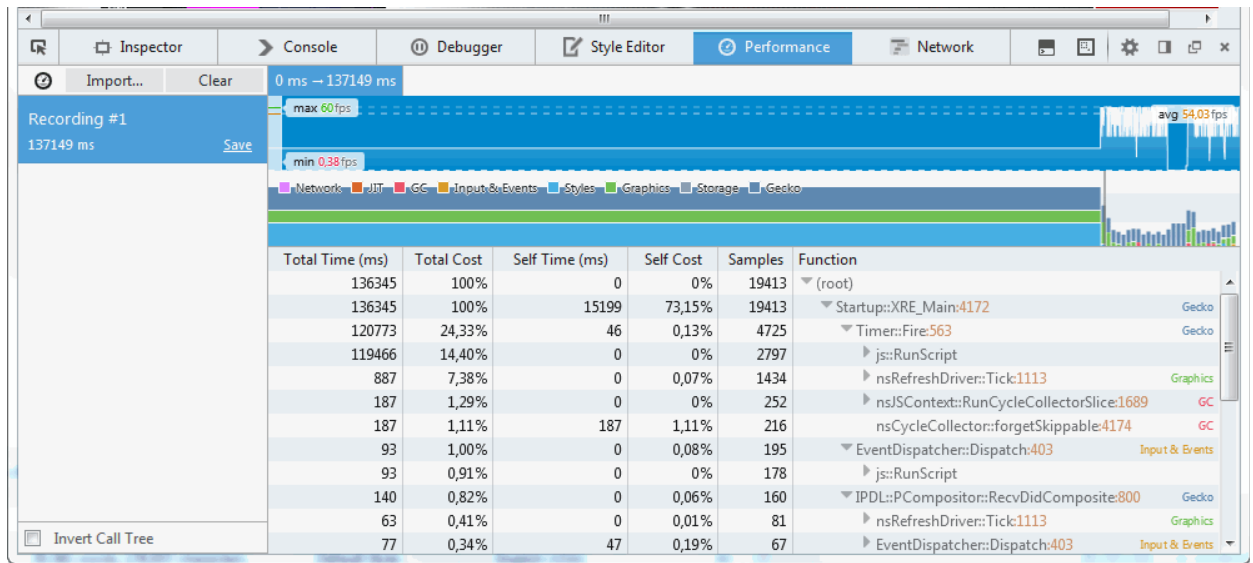 Inspector Console Debugger Style Editor Performance Network
Import... Clear 0 ms → 137149 ms
Recording #1
137149 ms Save
max 60 fps
avg 54,03 fps
min 0,38 fps
Network JIT GC Input & Events Styles Graphics Storage Gecko
Total Time (ms) Total Cost Self Time (ms) Self Cost Samples Function
136345 100% 0 0% 19413 (root)
136345 100% 15199 73,15% 19413 Startup::XRE_Main:4172 Gecko
120773 24,33% 46 0,13% 4725 Timer::Fire:563 Gecko
119466 14,40% 0 0% 2797 js::RunScript
887 7,38% 0 0,07% 1434 nsRefreshDriver::Tick:1113 Graphics
187 1,29% 0 0% 252 nsJSContext::RunCycleCollectorSlice:1689 GC
187 1,11% 187 1,11% 216 nsCycleCollector::forgetSkippable:4174 GC
93 1,00% 0 0,08% 195 EventDispatcher::Dispatch:403 Input & Events
93 0,91% 0 0% 178 js::RunScript
140 0,82% 0 0,06% 160 IPDL::PCompositor::RecvDidComposite:800 Gecko
63 0,41% 0 0,01% 81 nsRefreshDriver::Tick:1113 Graphics
77 0,34% 47 0,19% 67 EventDispatcher::Dispatch:403 Input & Events
Invert Call Tree